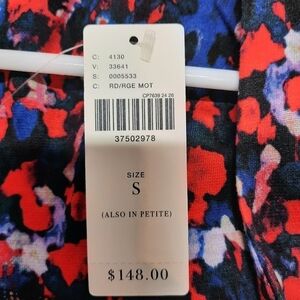 C: 4130
V: 33641
S: 0005533
C: RD/RGE MOT
CP7639 24 26
37502978
SIZE
S
(ALSO IN PETITE)
$148.00